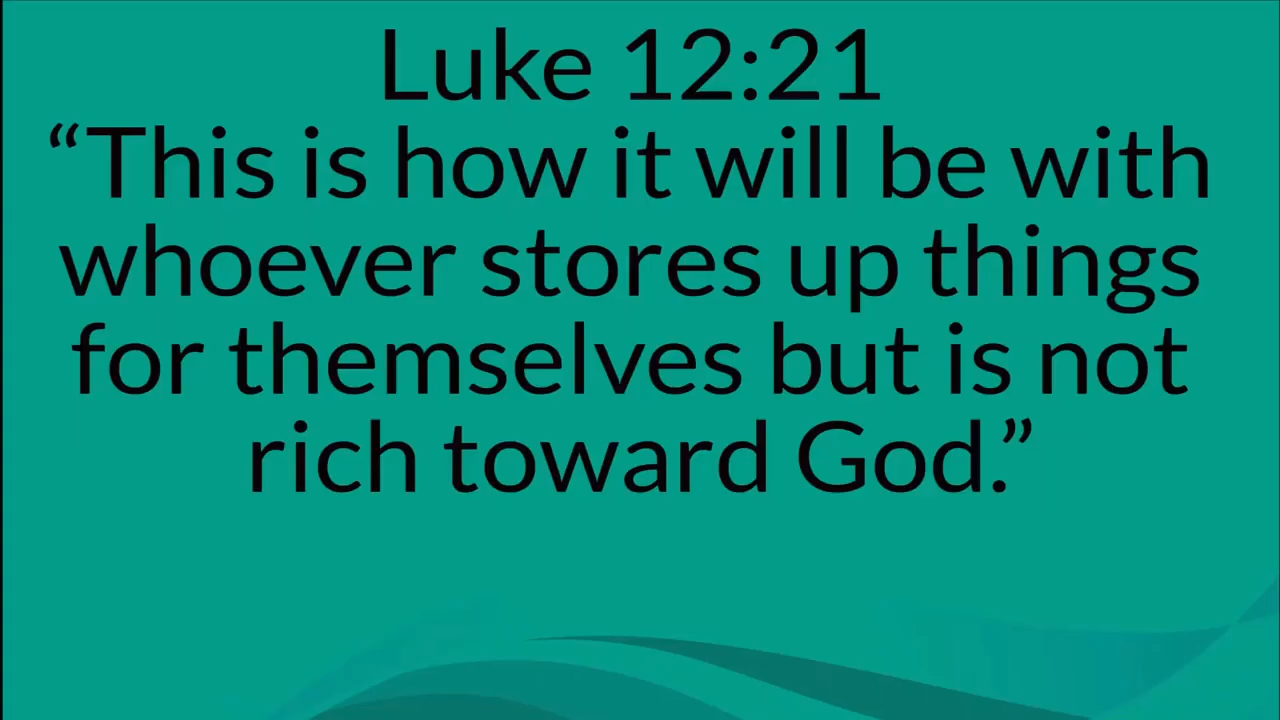 Luke 12:21
“This is how it will be with
whoever stores up things
for themselves but is not
rich toward God.”